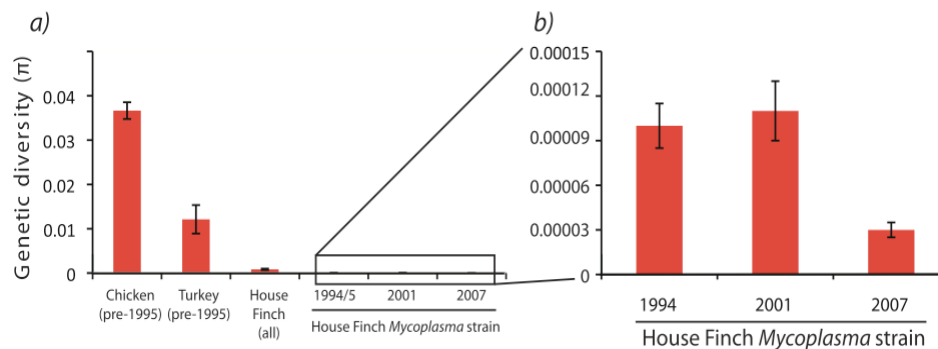 a)
Genetic diversity (π)
0.04
0.03
0.02
0.01
0
Chicken
(pre-1995)
Turkey
(pre-1995)
House
Finch
(all)
1994/5
2001
2007
House Finch Mycoplasma strain
b)
0.00015
0.00012
0.00009
0.00006
0.00003
0
1994
2001
2007
House Finch Mycoplasma strain